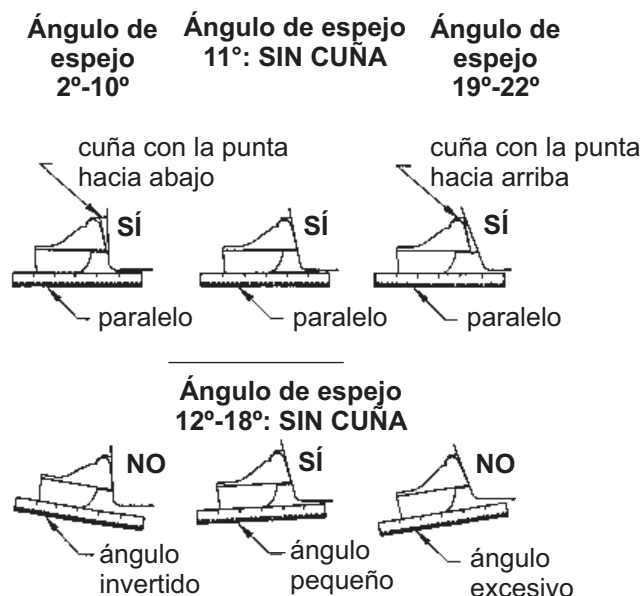 Ángulo de
espejo
2º-10º
Ángulo de espejo
11°: SIN CUÑA
Ángulo de
espejo
19º-22º
cuña con la punta
hacia abajo
cuña con la punta
hacia arriba
SÍ
SÍ
SÍ
paralelo
paralelo
paralelo
Ángulo de espejo
12º-18º: SIN CUÑA
NO
SÍ
NO
ángulo
invertido
ángulo
pequeño
ángulo
excesivo